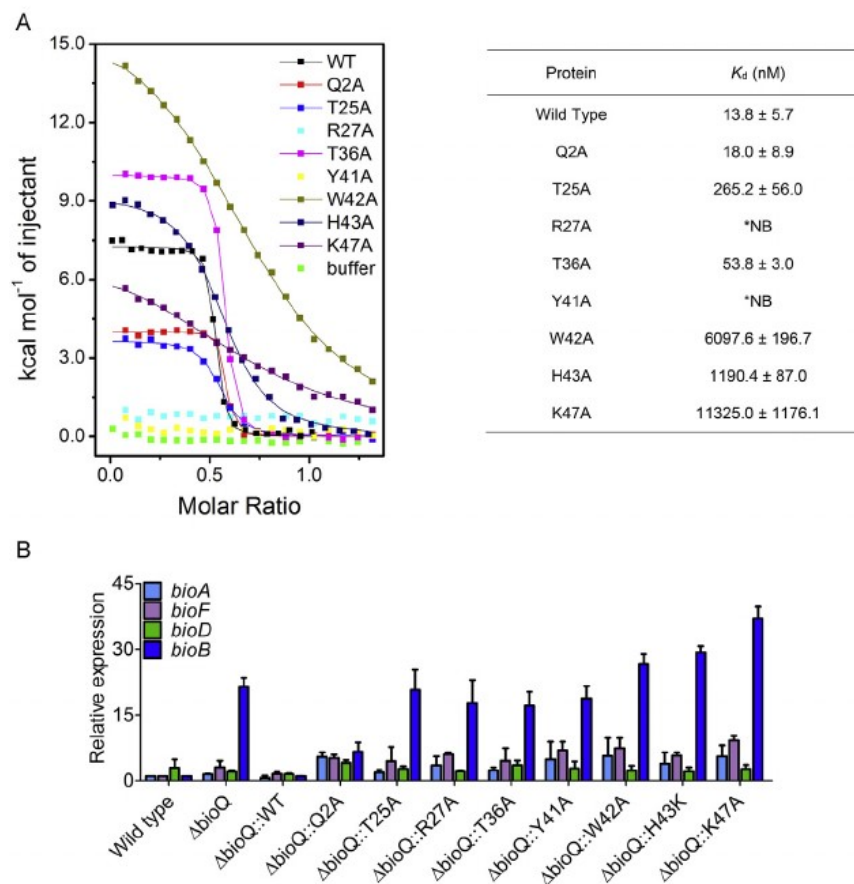 A
15.0
12.0
9.0
6.0
3.0
0.0
kcal mol⁻¹ of injectant
0.0 0.5 1.0
Molar Ratio
WT
Q2A
T25A
R27A
T36A
Y41A
W42A
H43A
K47A
buffer
Protein Kd (nM)
Wild Type 13.8 ± 5.7
Q2A 18.0 ± 8.9
T25A 265.2 ± 56.0
R27A *NB
T36A 53.8 ± 3.0
Y41A *NB
W42A 6097.6 ± 196.7
H43A 1190.4 ± 87.0
K47A 11325.0 ± 1176.1
B
45
30
15
0
Relative expression
bioA
bioF
bioD
bioB
Wild type
ΔbioQ
ΔbioQ::WT
ΔbioQ::Q2A
ΔbioQ::T25A
ΔbioQ::R27A
ΔbioQ::T36A
ΔbioQ::Y41A
ΔbioQ::W42A
ΔbioQ::H43K
ΔbioQ::K47A